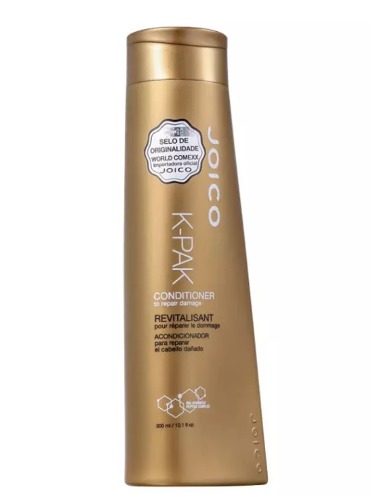 SELO DE
ORIGINALIDADE
WORLD COMEXX
Importadora oficial
JOICO
JOICO
K-PAK
CONDITIONER
to repair damage
REVITALISANT
pour réparer le dommage
ACONDICIONADOR
para reparar
el cabello dañado
300 ml / 10.1 fl oz
JOICO